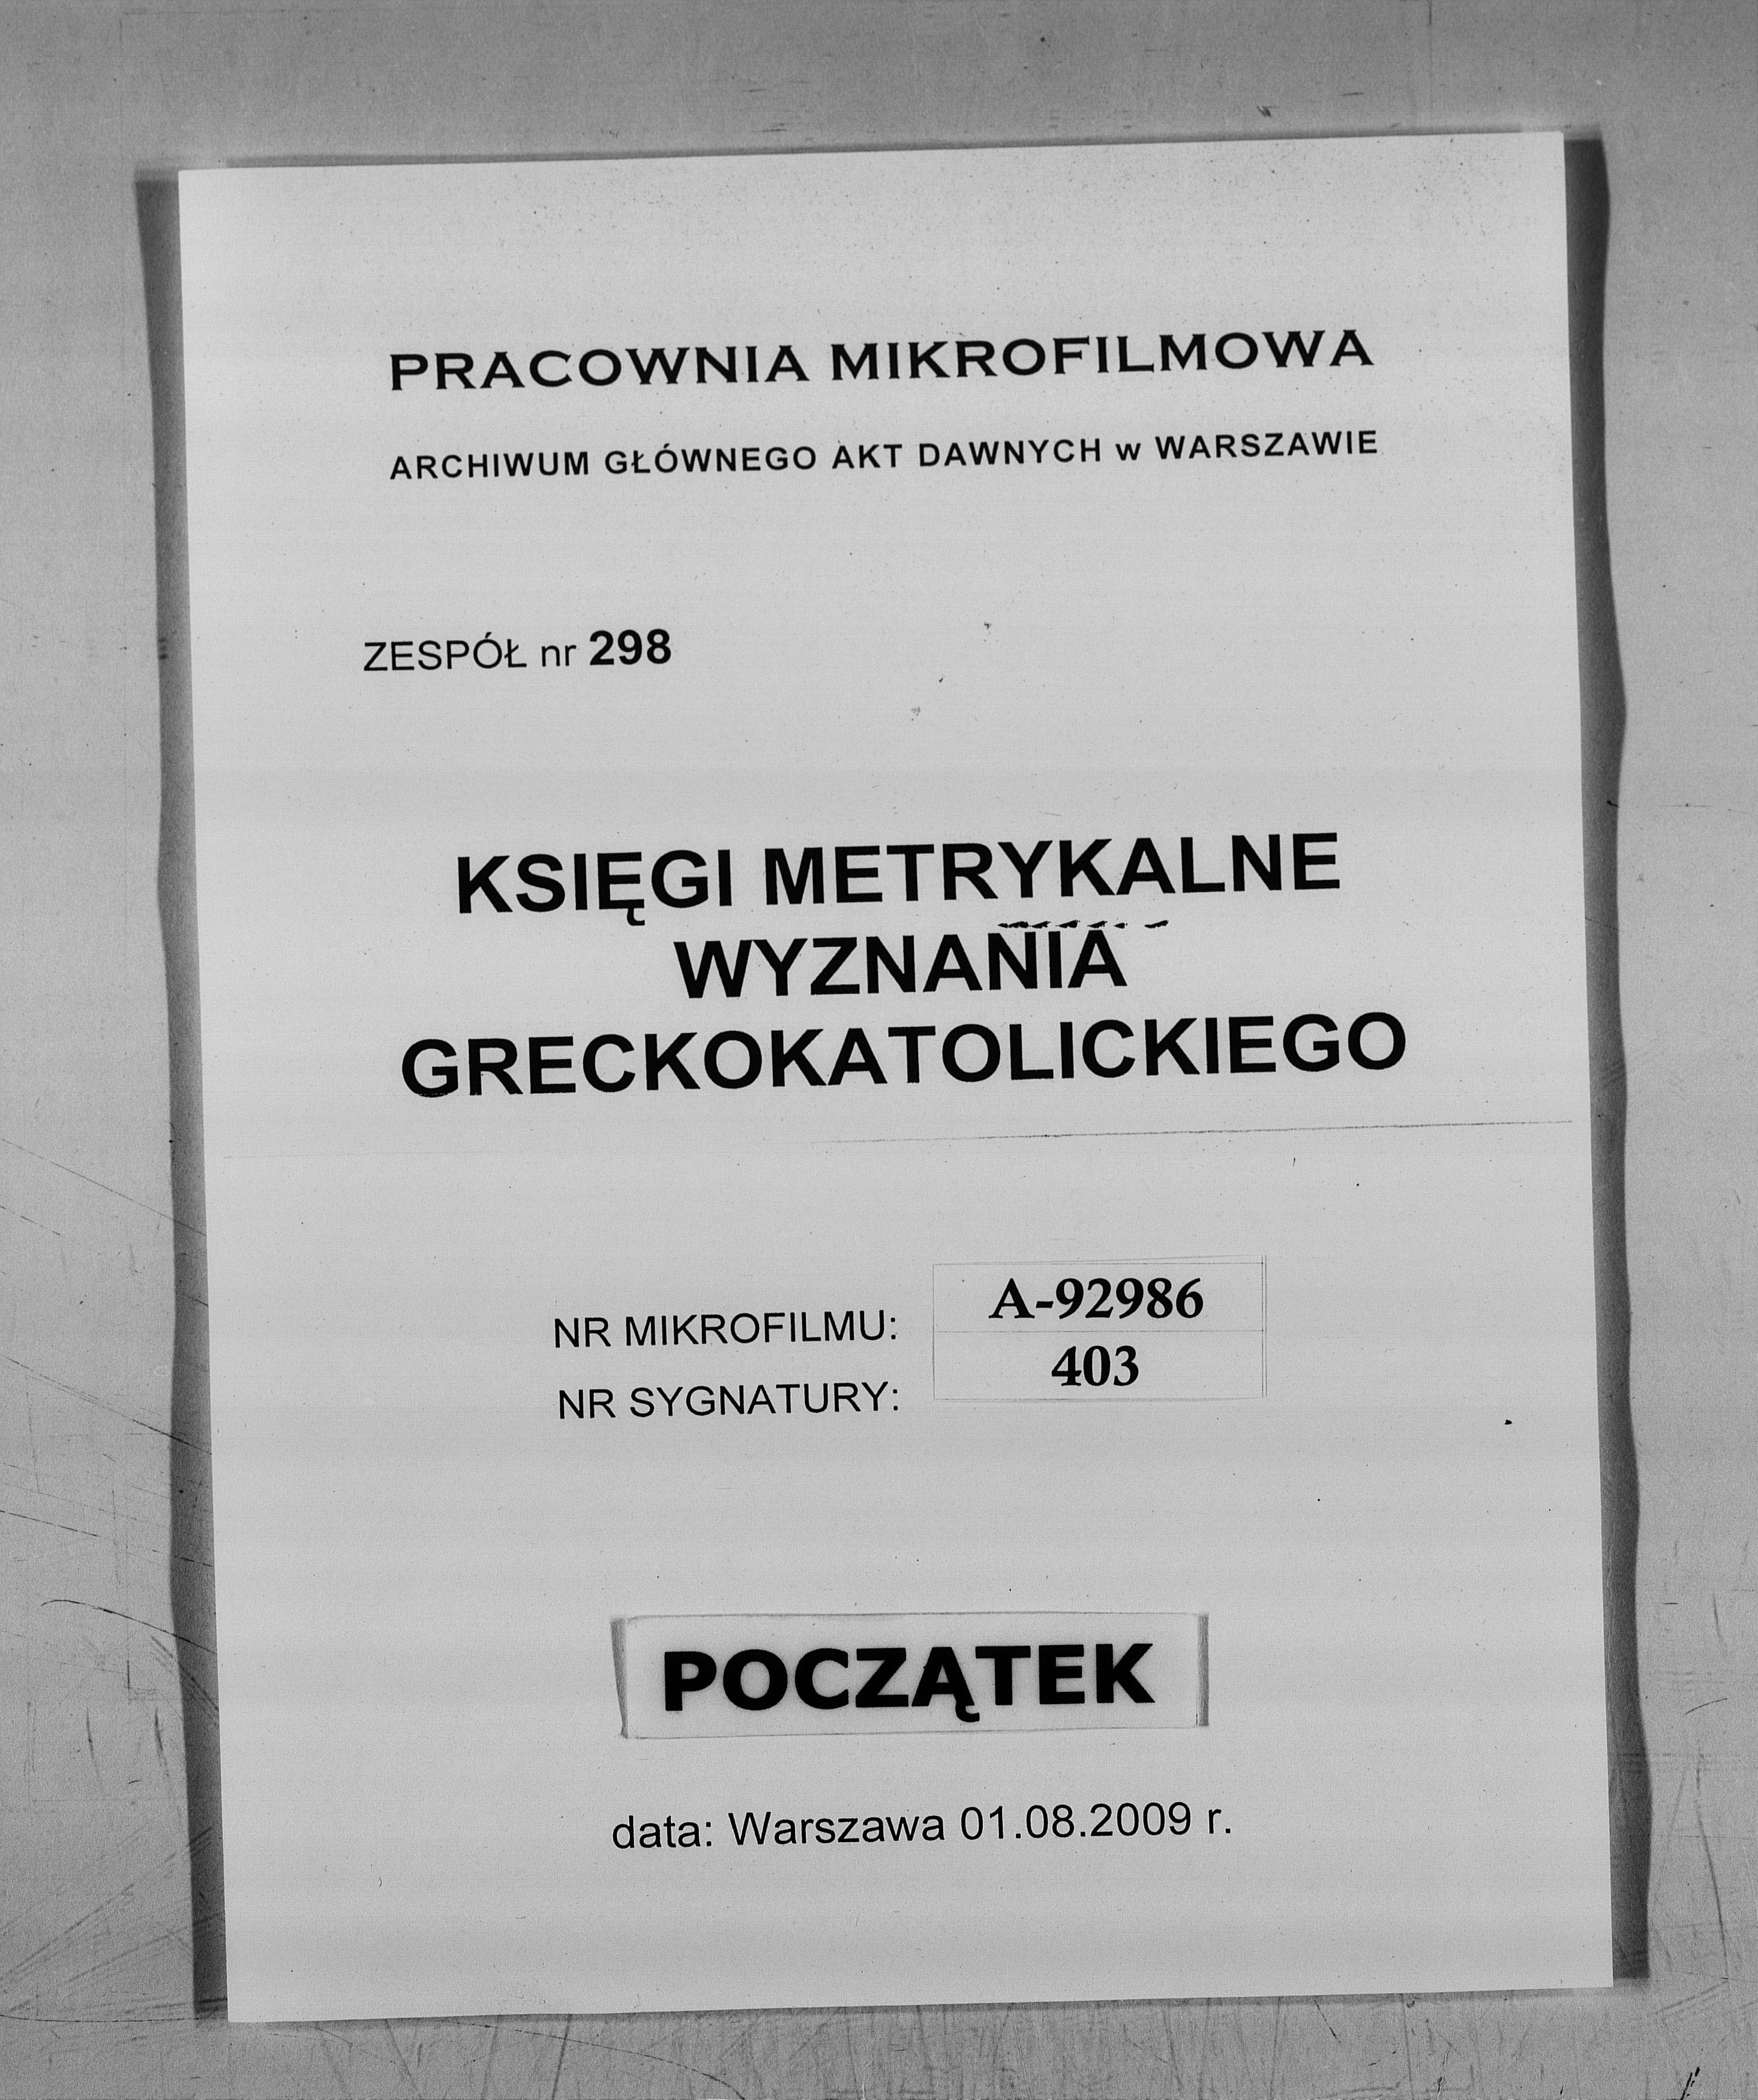 PRACOWNIA MIKROFILMOWA
ARCHIWUM GŁÓWNEGO AKT DAWNYCH w WARSZAWIE
ZESPÓŁ nr 298
KSIĘGI METRYKALNE
WYZNANIA
GRECKOKATOLICKIEGO
NR MIKROFILMU: A-92986
NR SYGNATURY: 403
POCZĄTEK
data: Warszawa 01.08.2009 r.